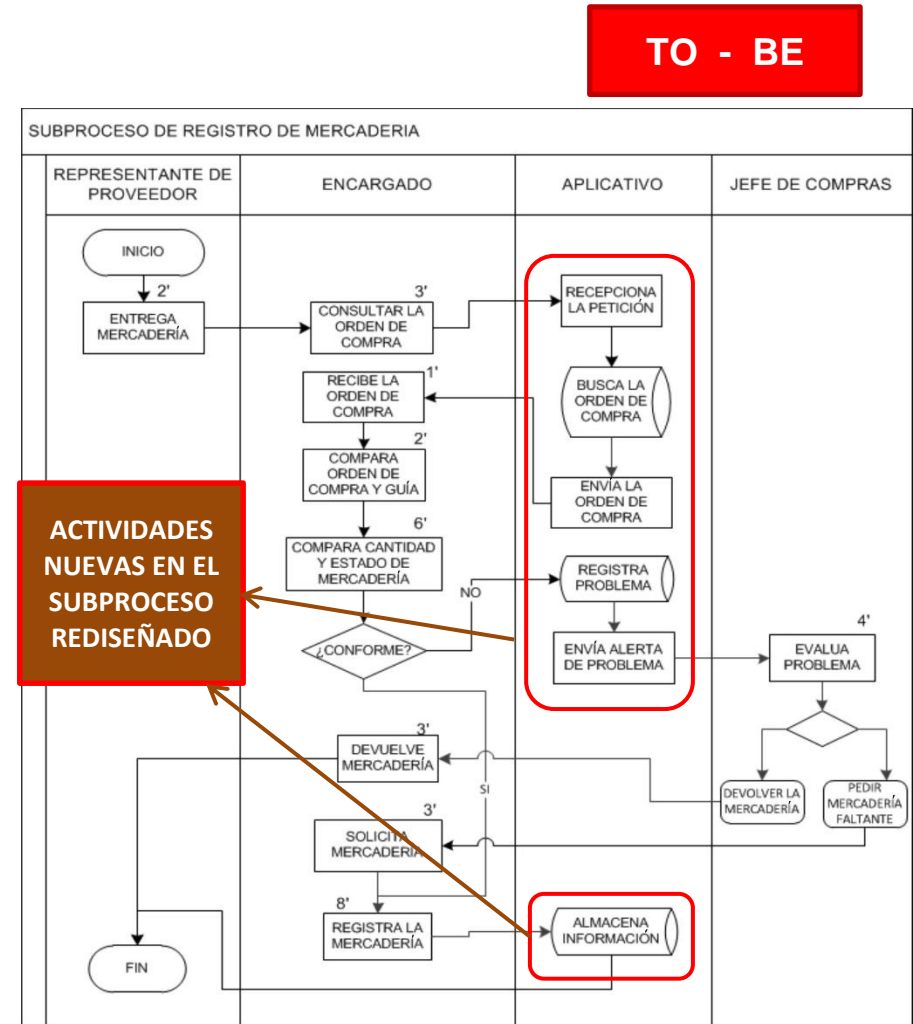 TO - BE
SUBPROCESO DE REGISTRO DE MERCADERIA
REPRESENTANTE DE
PROVEEDOR
ENCARGADO
APLICATIVO
JEFE DE COMPRAS
INICIO
2'
ENTREGA
MERCADERÍA
3'
CONSULTAR LA
ORDEN DE
COMPRA
RECEPCIONA
LA PETICIÓN
BUSCA LA
ORDEN DE
COMPRA
ENVÍA LA
ORDEN DE
COMPRA
1'
RECIBE LA
ORDEN DE
COMPRA
2'
COMPARA
ORDEN DE
COMPRA Y GUÍA
6'
COMPARA CANTIDAD
Y ESTADO DE
MERCADERÍA
¿CONFORME?
NO
SI
REGISTRA
PROBLEMA
ENVÍA ALERTA
DE PROBLEMA
4'
EVALUA
PROBLEMA
DEVOLVER LA
MERCADERÍA
PEDIR
MERCADERÍA
FALTANTE
3'
DEVUELVE
MERCADERÍA
3'
SOLICITA
MERCADERÍA
8'
REGISTRA LA
MERCADERÍA
ALMACENA
INFORMACIÓN
FIN
ACTIVIDADES
NUEVAS EN EL
SUBPROCESO
REDISEÑADO